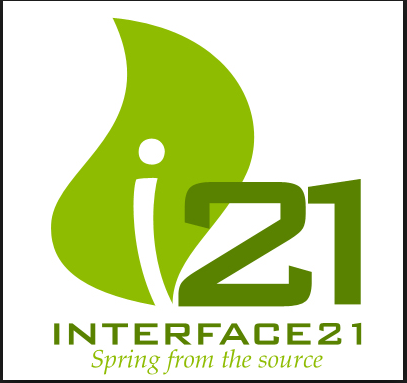 i21
INTERFACE21
Spring from the source